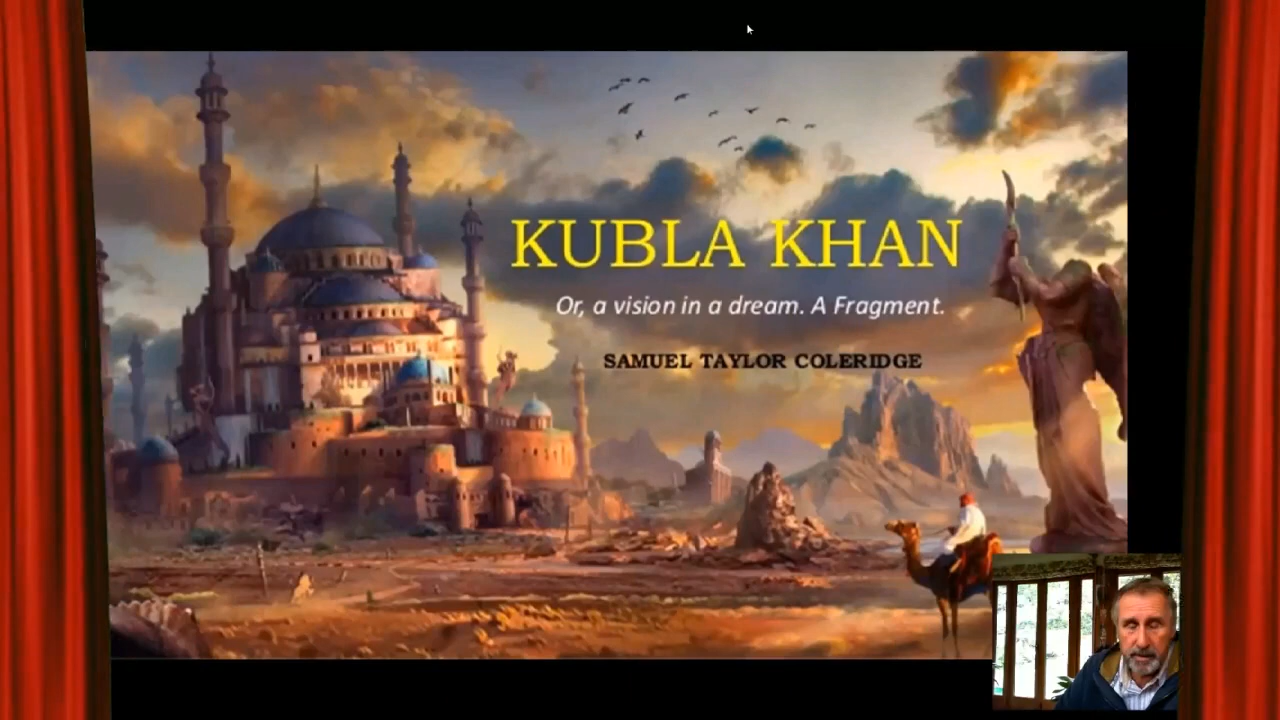 KUBLA KHAN
Or, a vision in a dream. A Fragment.
SAMUEL TAYLOR COLERIDGE